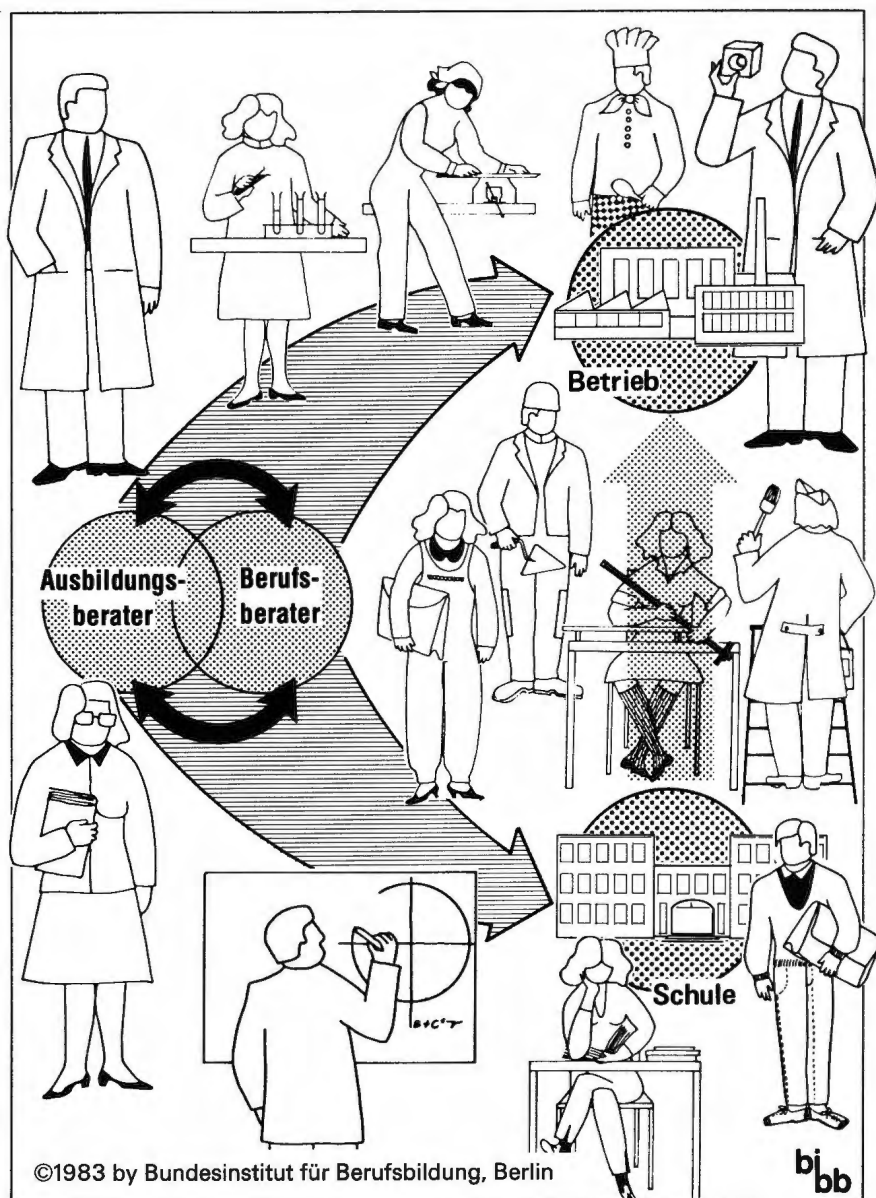 Betrieb
Ausbildungs-
berater
Berufs-
berater
Schule
©1983 by Bundesinstitut für Berufsbildung, Berlin
bi
bb